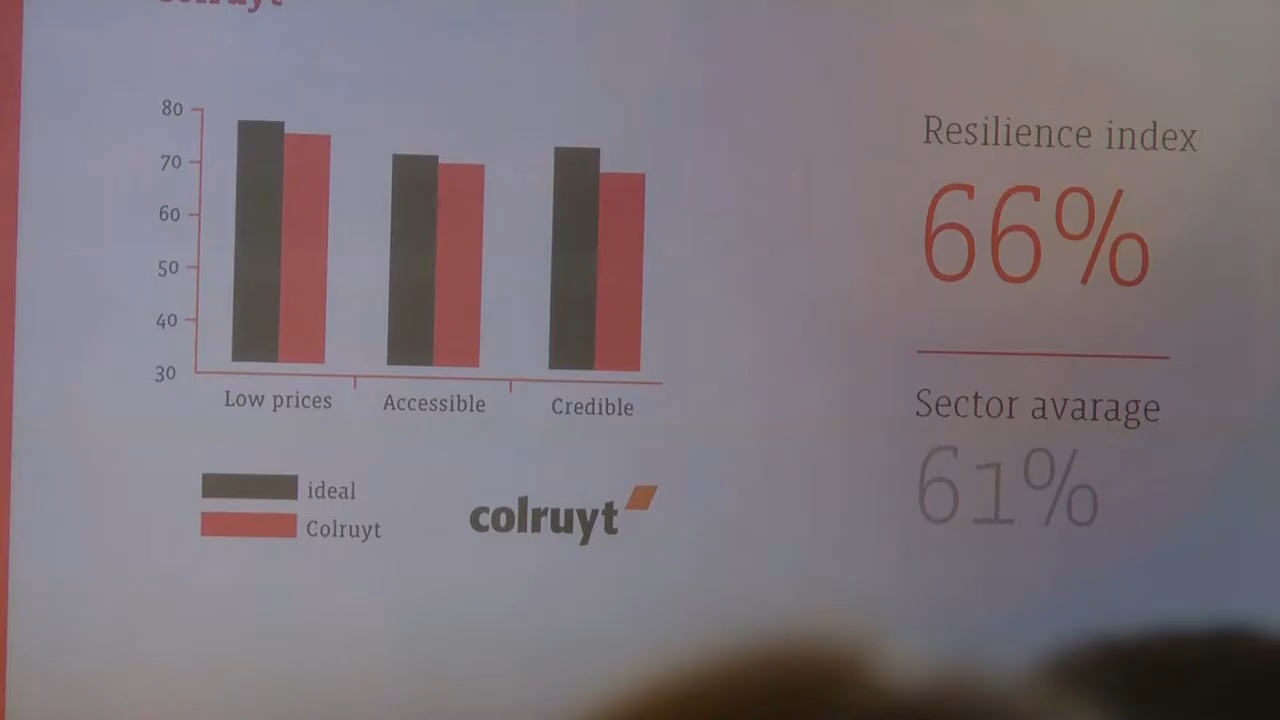 colruyt
80
70
60
50
40
30
Low prices Accessible Credible
ideal
Colruyt
colruyt
Resilience index
66%
Sector avarage
61%